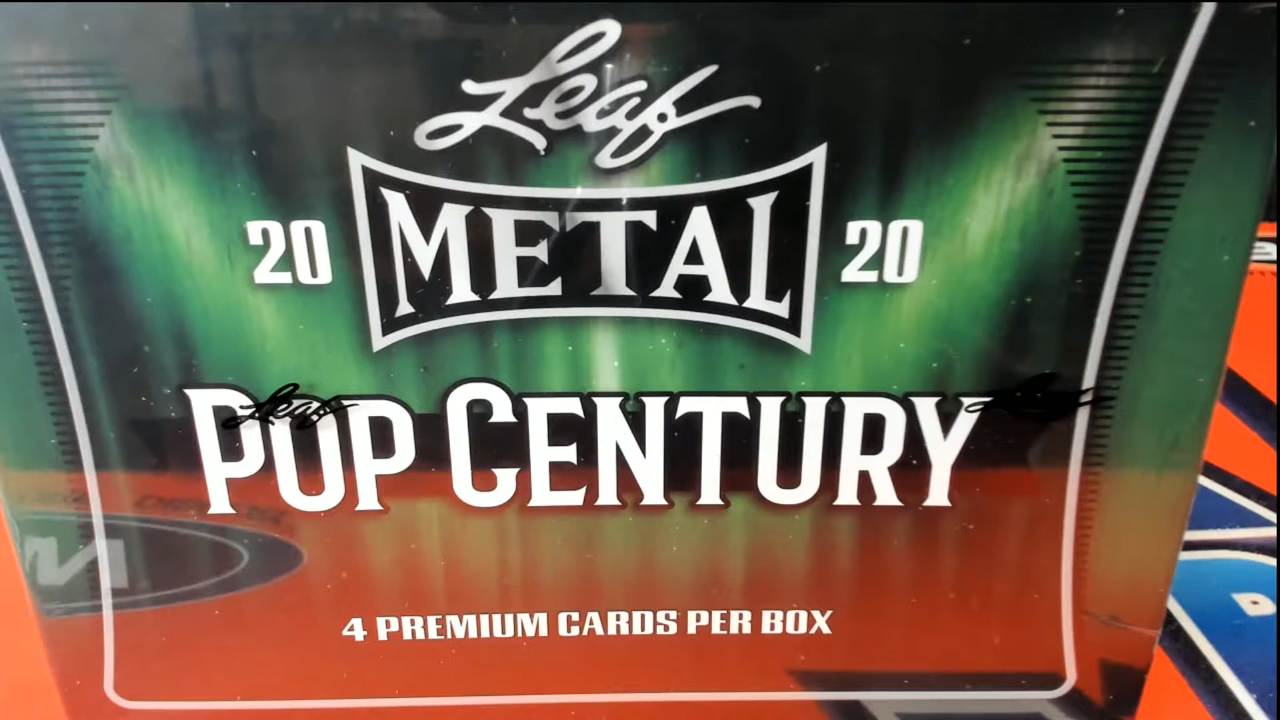 Leaf
20 METAL 20
POP CENTURY
Leaf
Leaf
4 PREMIUM CARDS PER BOX